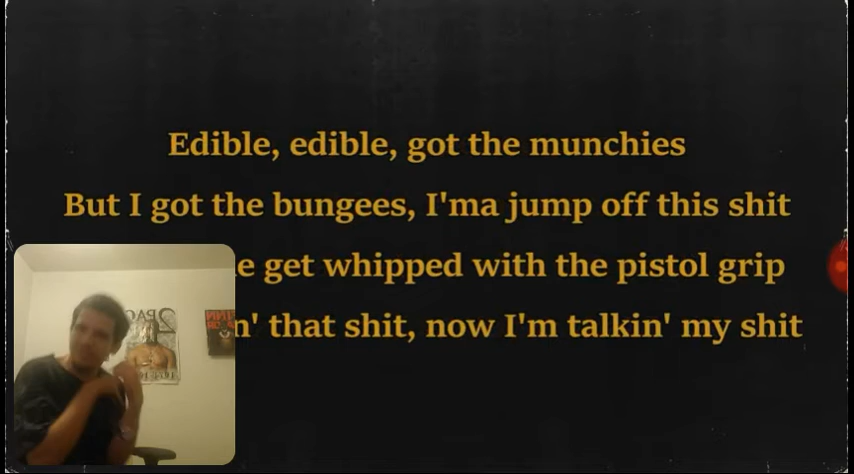 Edible, edible, got the munchies
But I got the bungees, I'ma jump off this shit
get whipped with the pistol grip
that shit, now I'm talkin' my shit
2PAC